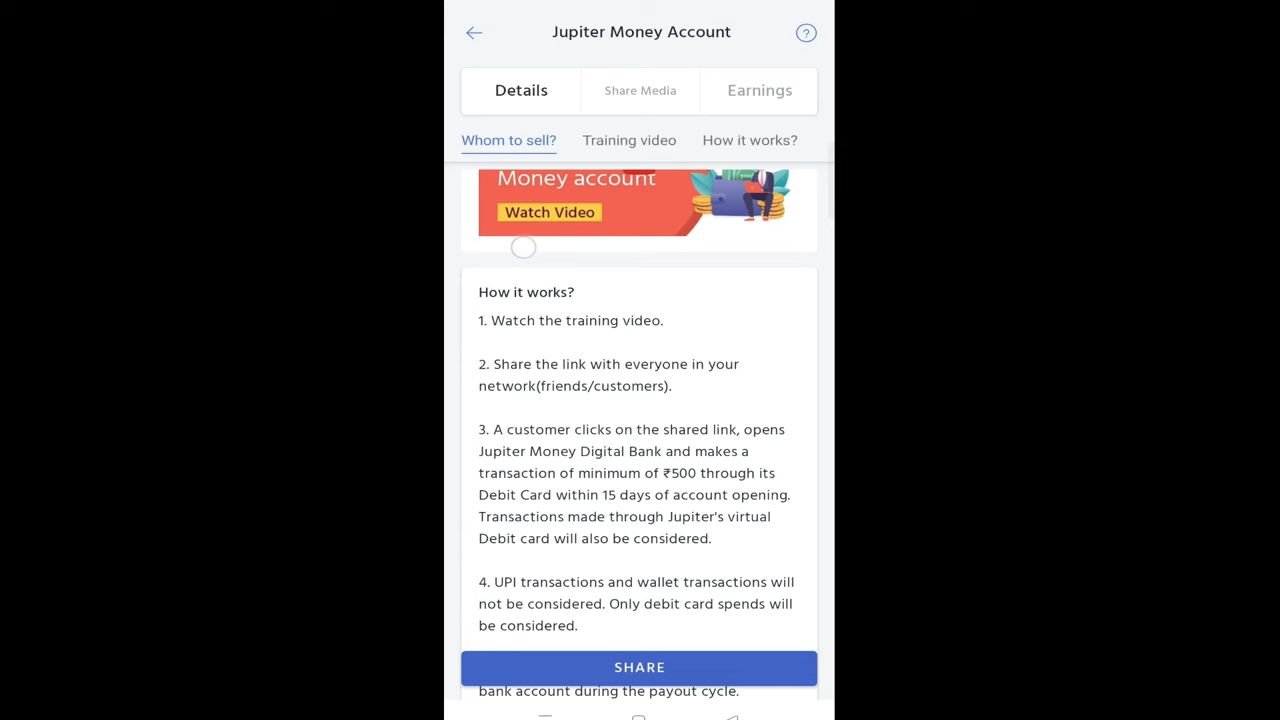 Jupiter Money Account
?
Details
Share Media
Earnings
Whom to sell?
Training video
How it works?
Money account
Watch Video
How it works?
1. Watch the training video.
2. Share the link with everyone in your
network(friends/customers).
3. A customer clicks on the shared link, opens
Jupiter Money Digital Bank and makes a
transaction of minimum of ₹500 through its
Debit Card within 15 days of account opening.
Transactions made through Jupiter's virtual
Debit card will also be considered.
4. UPI transactions and wallet transactions will
not be considered. Only debit card spends will
be considered.
SHARE
bank account during the payout cycle.